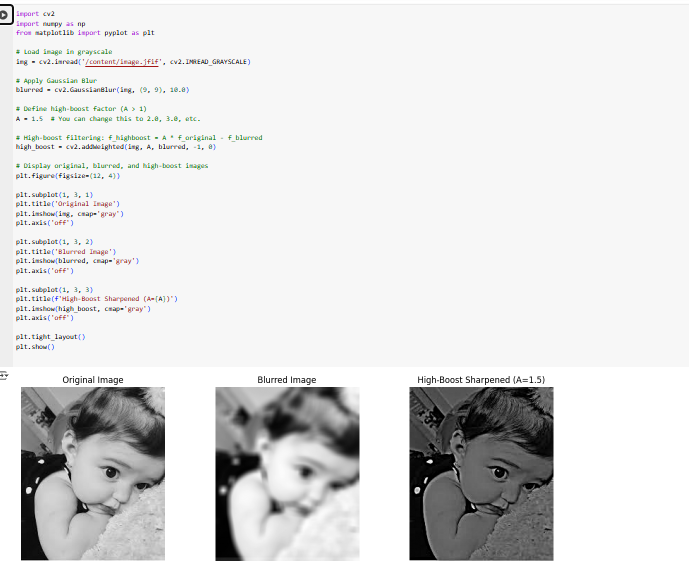 import cv2
import numpy as np
from matplotlib import pyplot as plt
# Load image in grayscale
img = cv2.imread('/content/image.jfif', cv2.IMREAD_GRAYSCALE)
# Apply Gaussian Blur
blurred = cv2.GaussianBlur(img, (9, 9), 10.0)
# Define high-boost factor (A > 1)
A = 1.5  # You can change this to 2.0, 3.0, etc.
# High-boost filtering: f_highboost = A * f_original - f_blurred
high_boost = cv2.addWeighted(img, A, blurred, -1, 0)
# Display original, blurred, and high-boost images
plt.figure(figsize=(12, 4))
plt.subplot(1, 3, 1)
plt.title('Original Image')
plt.imshow(img, cmap='gray')
plt.axis('off')
plt.subplot(1, 3, 2)
plt.title('Blurred Image')
plt.imshow(blurred, cmap='gray')
plt.axis('off')
plt.subplot(1, 3, 3)
plt.title(f'High-Boost Sharpened (A={A})')
plt.imshow(high_boost, cmap='gray')
plt.axis('off')
plt.tight_layout()
plt.show()
Original Image
Blurred Image
High-Boost Sharpened (A=1.5)